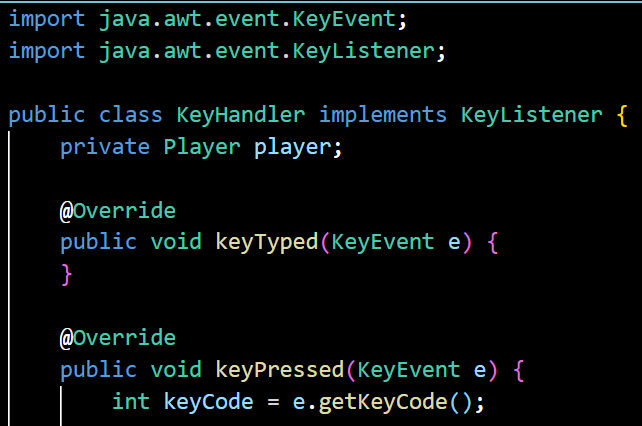 import java.awt.event.KeyEvent;
import java.awt.event.KeyListener;
public class KeyHandler implements KeyListener {
private Player player;
@Override
public void keyTyped(KeyEvent e) {
}
@Override
public void keyPressed(KeyEvent e) {
int keyCode = e.getKeyCode();